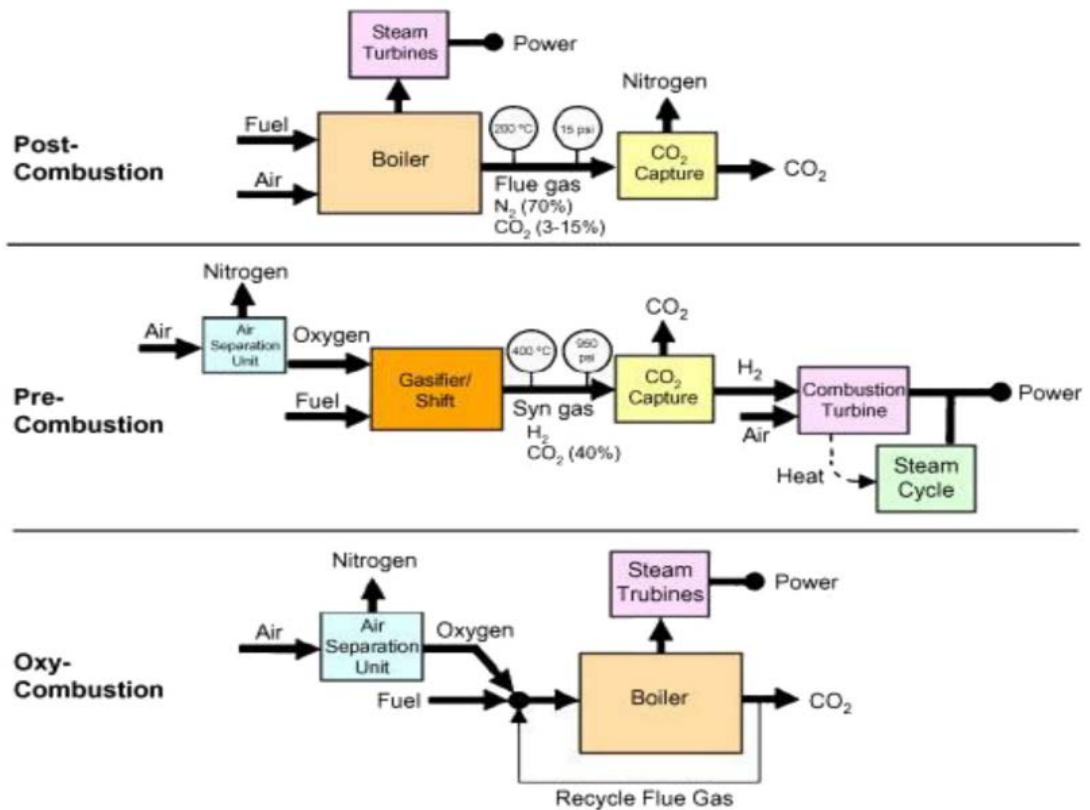 Steam
Turbines
Power
Nitrogen
Fuel
200 ºC
15 psi
Post-
Combustion
Boiler
CO₂
Capture
CO₂
Air
Flue gas
N₂ (70%)
CO₂ (3-15%)
Nitrogen
CO₂
Air
Air
Separation
Unit
Oxygen
400 ºC
950
psi
Pre-
Combustion
Gasifier/
Shift
CO₂
Capture
H₂
Combustion
Turbine
Power
Fuel
Syn gas
H₂
CO₂ (40%)
Air
Heat
Steam
Cycle
Nitrogen
Steam
Trubines
Power
Air
Air
Separation
Unit
Oxygen
Oxy-
Combustion
Fuel
Boiler
CO₂
Recycle Flue Gas